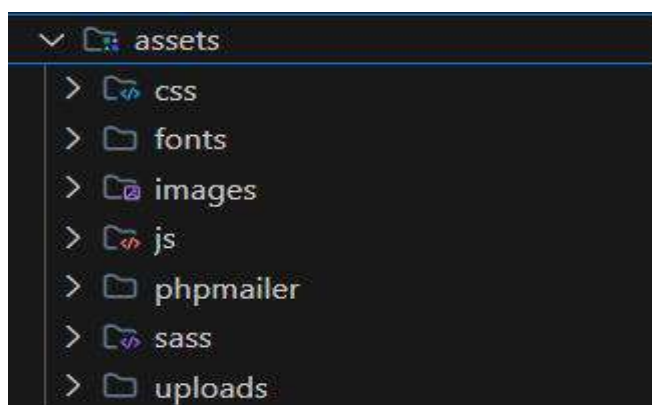 assets
css
fonts
images
js
phpmailer
sass
uploads